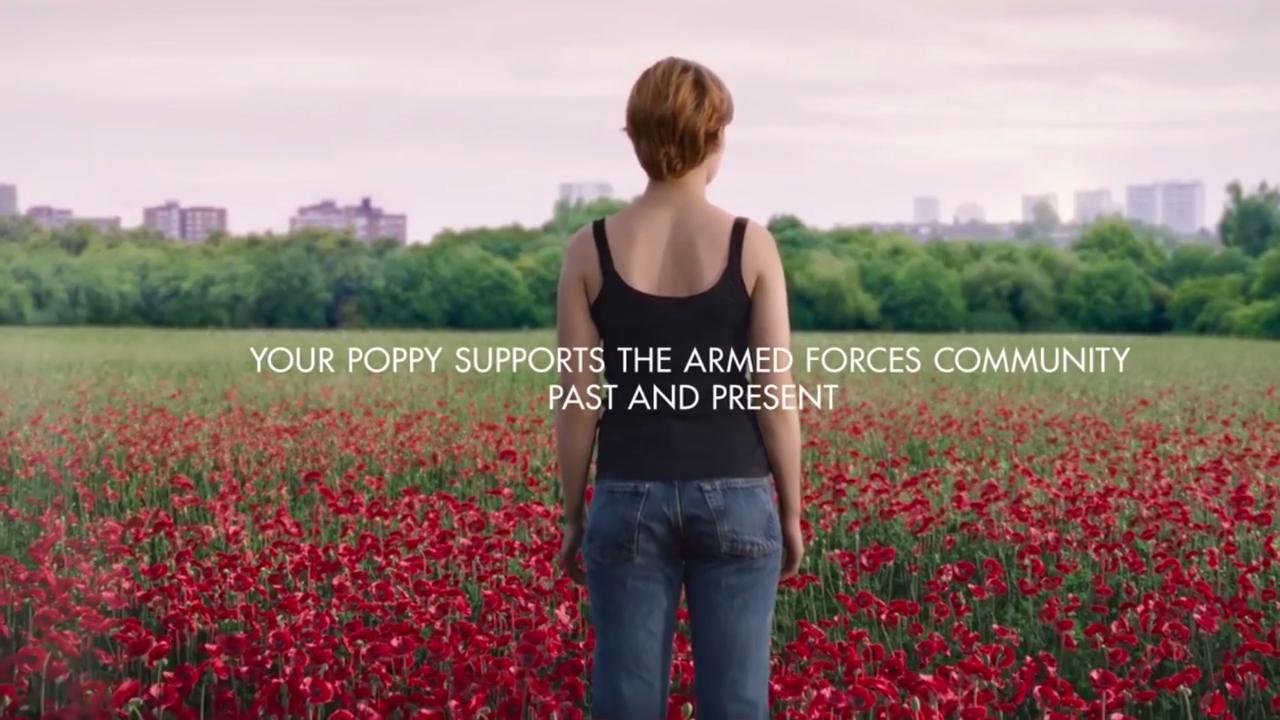 YOUR POPPY SUPPORTS THE ARMED FORCES COMMUNITY
PAST AND PRESENT